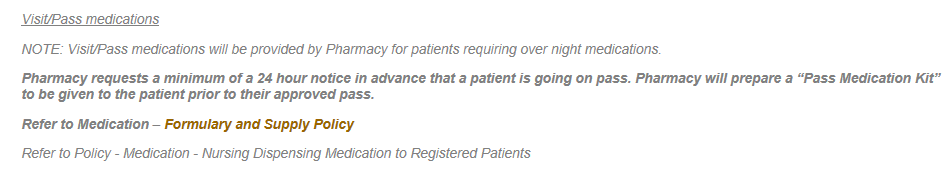 Visit/Pass medications
NOTE: Visit/Pass medications will be provided by Pharmacy for patients requiring over night medications.
Pharmacy requests a minimum of a 24 hour notice in advance that a patient is going on pass. Pharmacy will prepare a “Pass Medication Kit”
to be given to the patient prior to their approved pass.
Refer to Medication – Formulary and Supply Policy
Refer to Policy - Medication - Nursing Dispensing Medication to Registered Patients